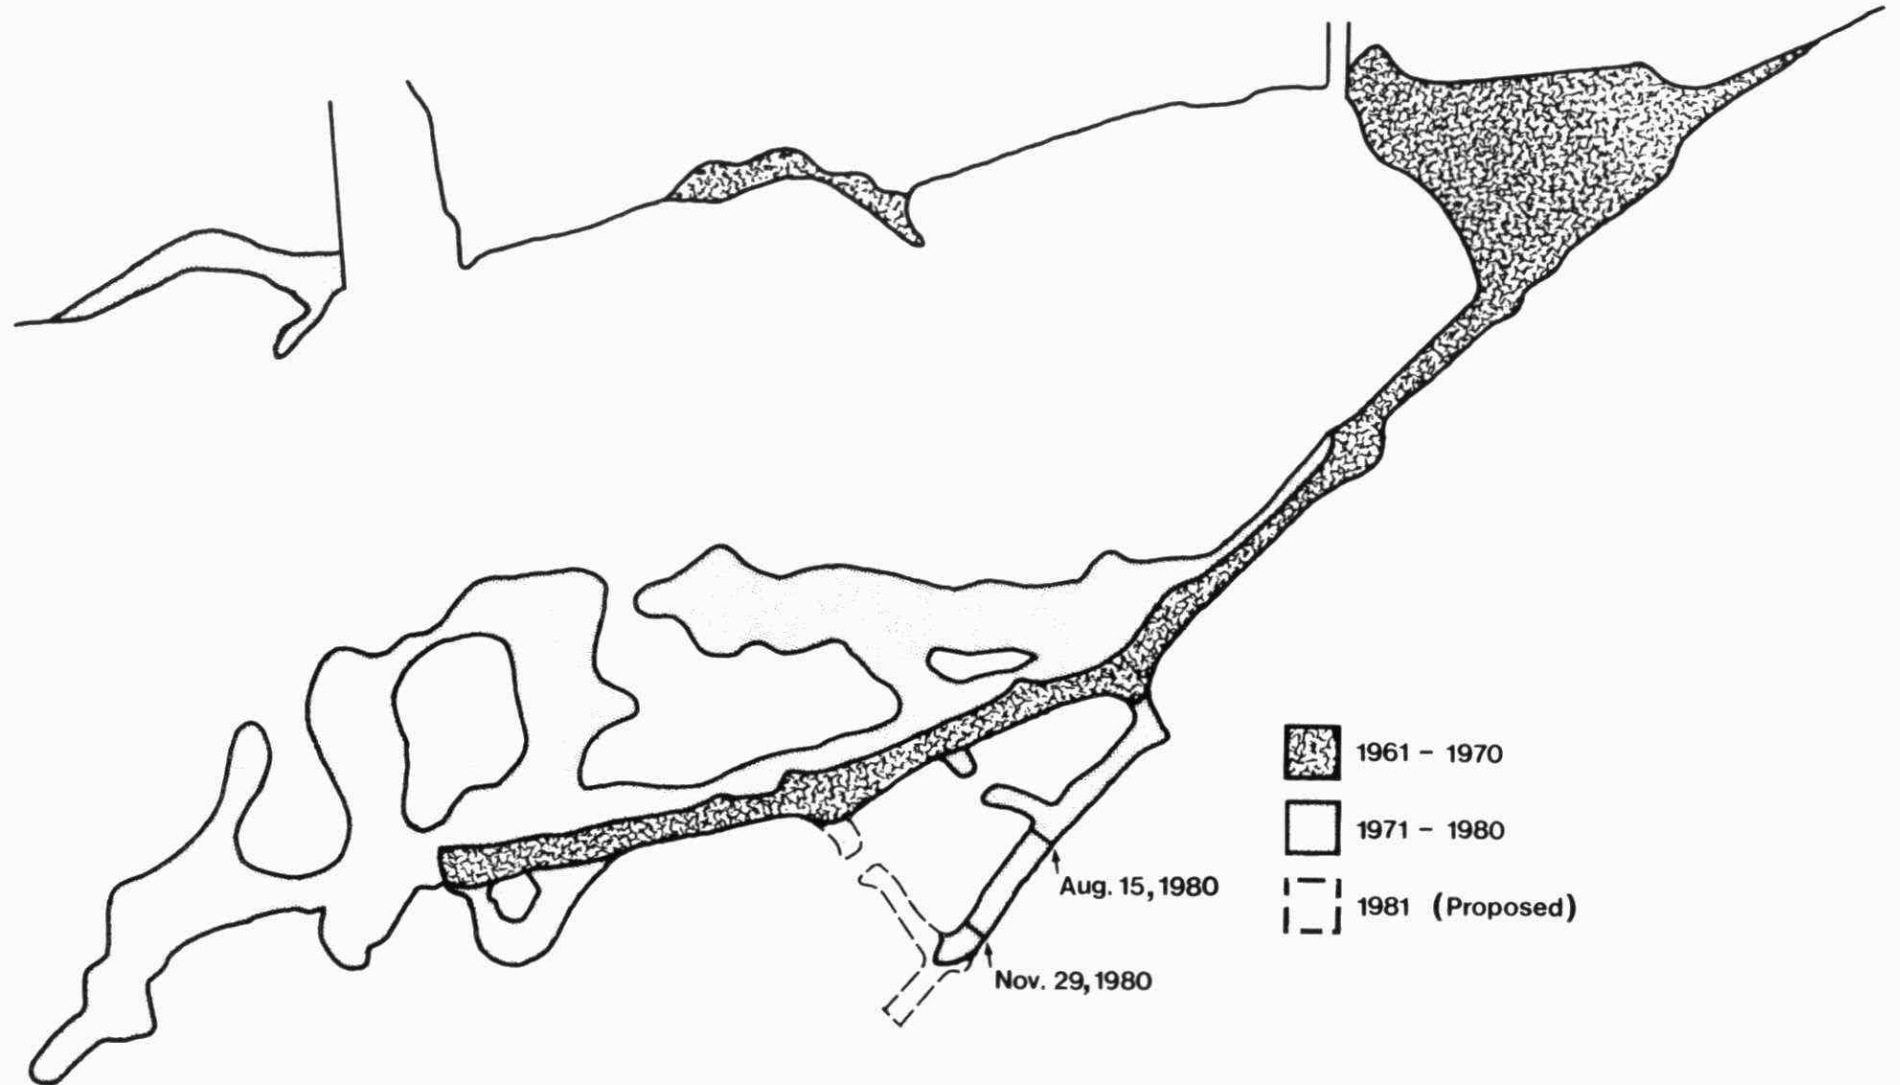 1961 - 1970
1971 - 1980
1981 (Proposed)
Aug. 15, 1980
Nov. 29, 1980